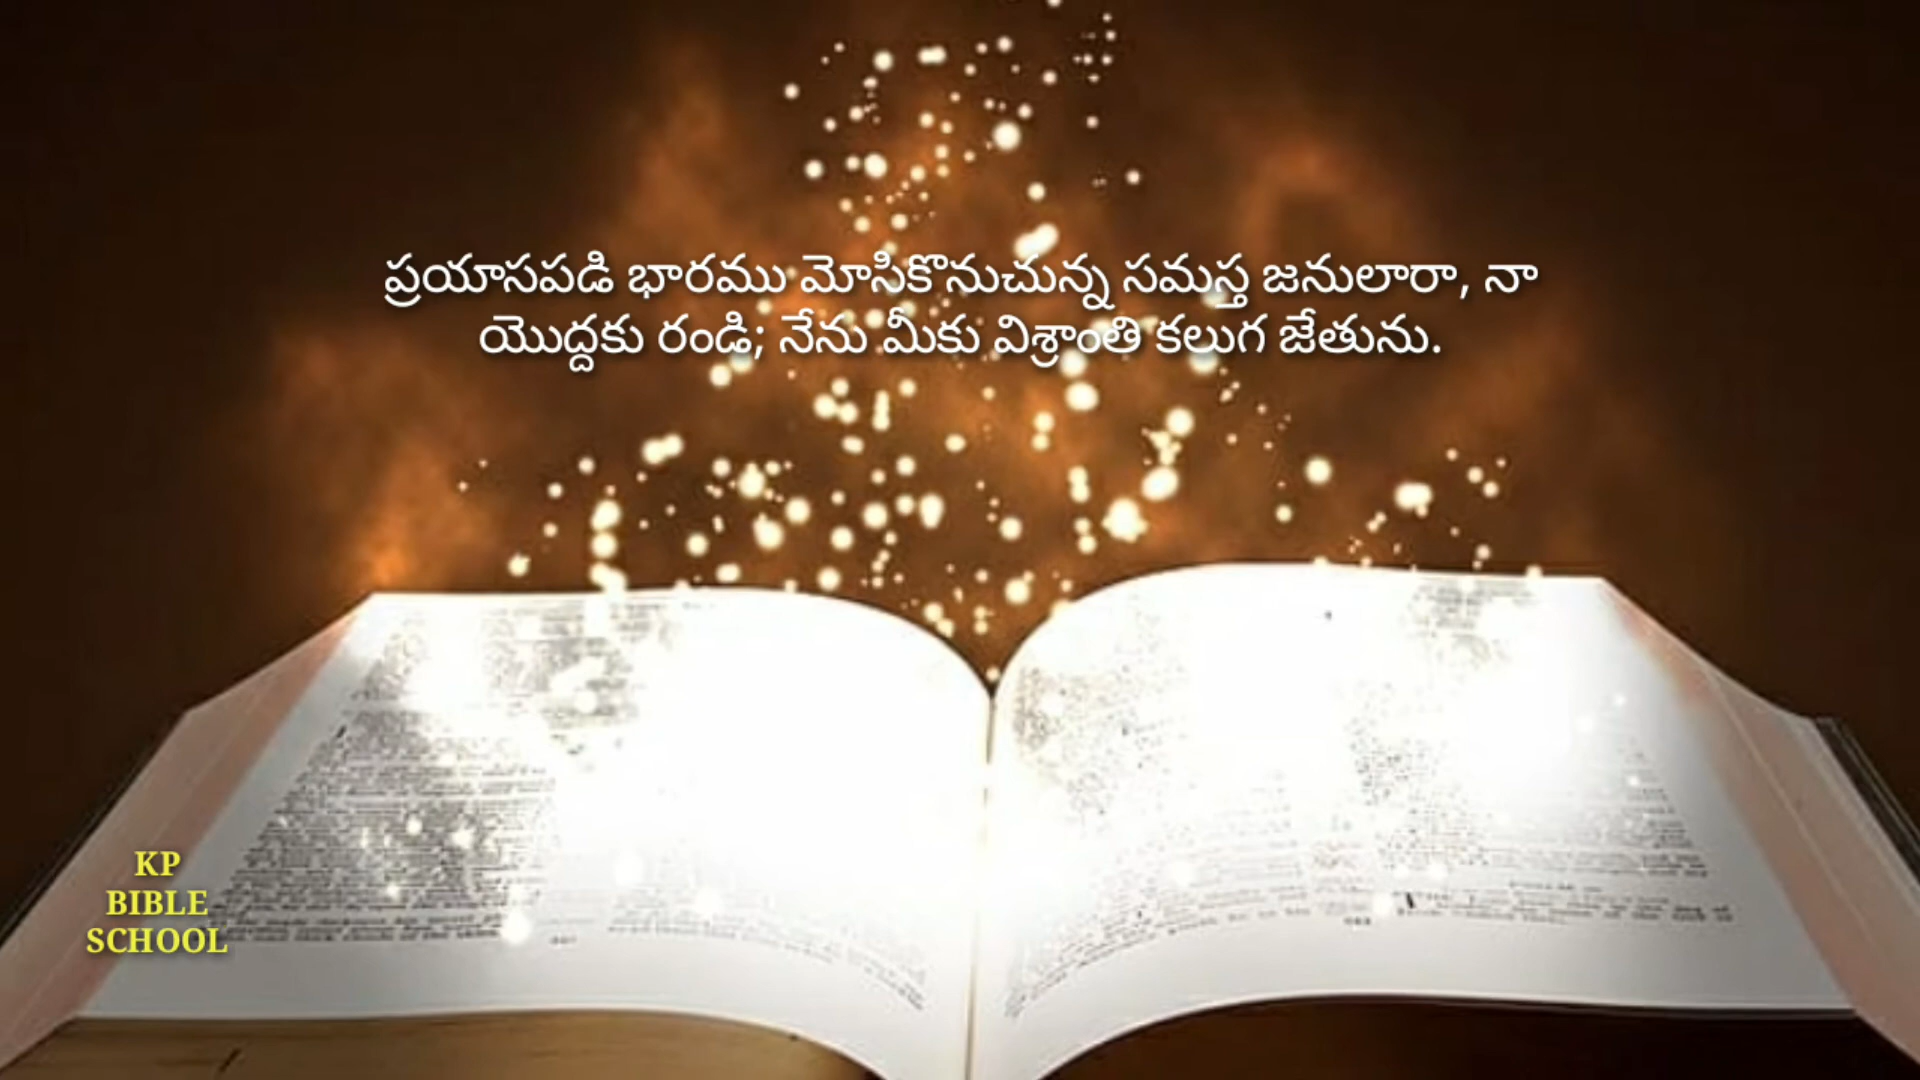 ప్రయాసపడి భారము మోసికొనుచున్న సమస్త జనులారా, నా
యొద్దకు రండి; నేను మీకు విశ్రాంతి కలుగ జేతును.
KP
BIBLE
SCHOOL